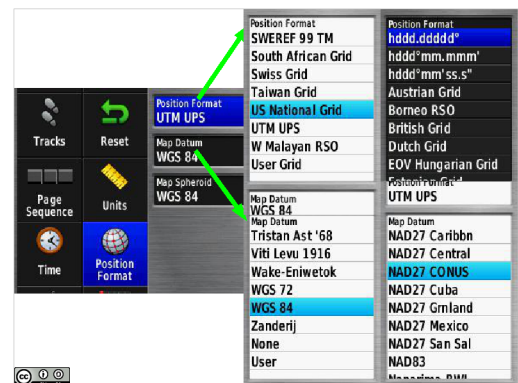 Tracks
Reset
Page
Sequence
Units
Time
Position
Format
Position Format
UTM UPS
Map Datum
WGS 84
Map Spheroid
WGS 84
Position Format
SWEREF 99 TM
South African Grid
Swiss Grid
Taiwan Grid
US National Grid
UTM UPS
W Malayan RSO
User Grid
Position Format
hddd.ddddd°
hddd°mm.mmm'
hddd°mm'ss.s"
Austrian Grid
Borneo RSO
British Grid
Dutch Grid
EOV Hungarian Grid
UTM UPS
Map Datum
WGS 84
Map Datum
Tristan Ast '68
Viti Levu 1916
Wake-Eniwetok
WGS 72
WGS 84
Zanderij
None
User
Map Datum
NAD27 Caribbn
NAD27 Central
NAD27 CONUS
NAD27 Cuba
NAD27 Grnland
NAD27 Mexico
NAD27 San Sal
NAD83